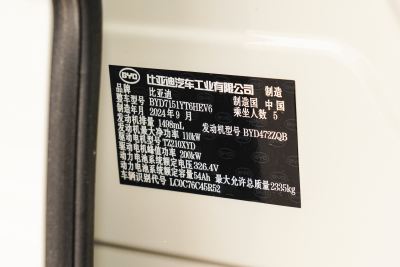 BYD 比亚迪汽车工业有限公司 制造
品牌 比亚迪 制造国 中国
整车型号 BYD7151YT6HEV6 乘坐人数 5
制造年月 2024年9月
发动机排量 1498mL 发动机型号 BYD472ZQB
发动机最大净功率 110kW
驱动电机型号 TZ210XYD
驱动电机峰值功率 200kW
动力电池系统额定电压 326.4V
动力电池系统额定容量 54Ah 最大允许总质量 2335kg
车辆识别代号 LC0C76C45R52